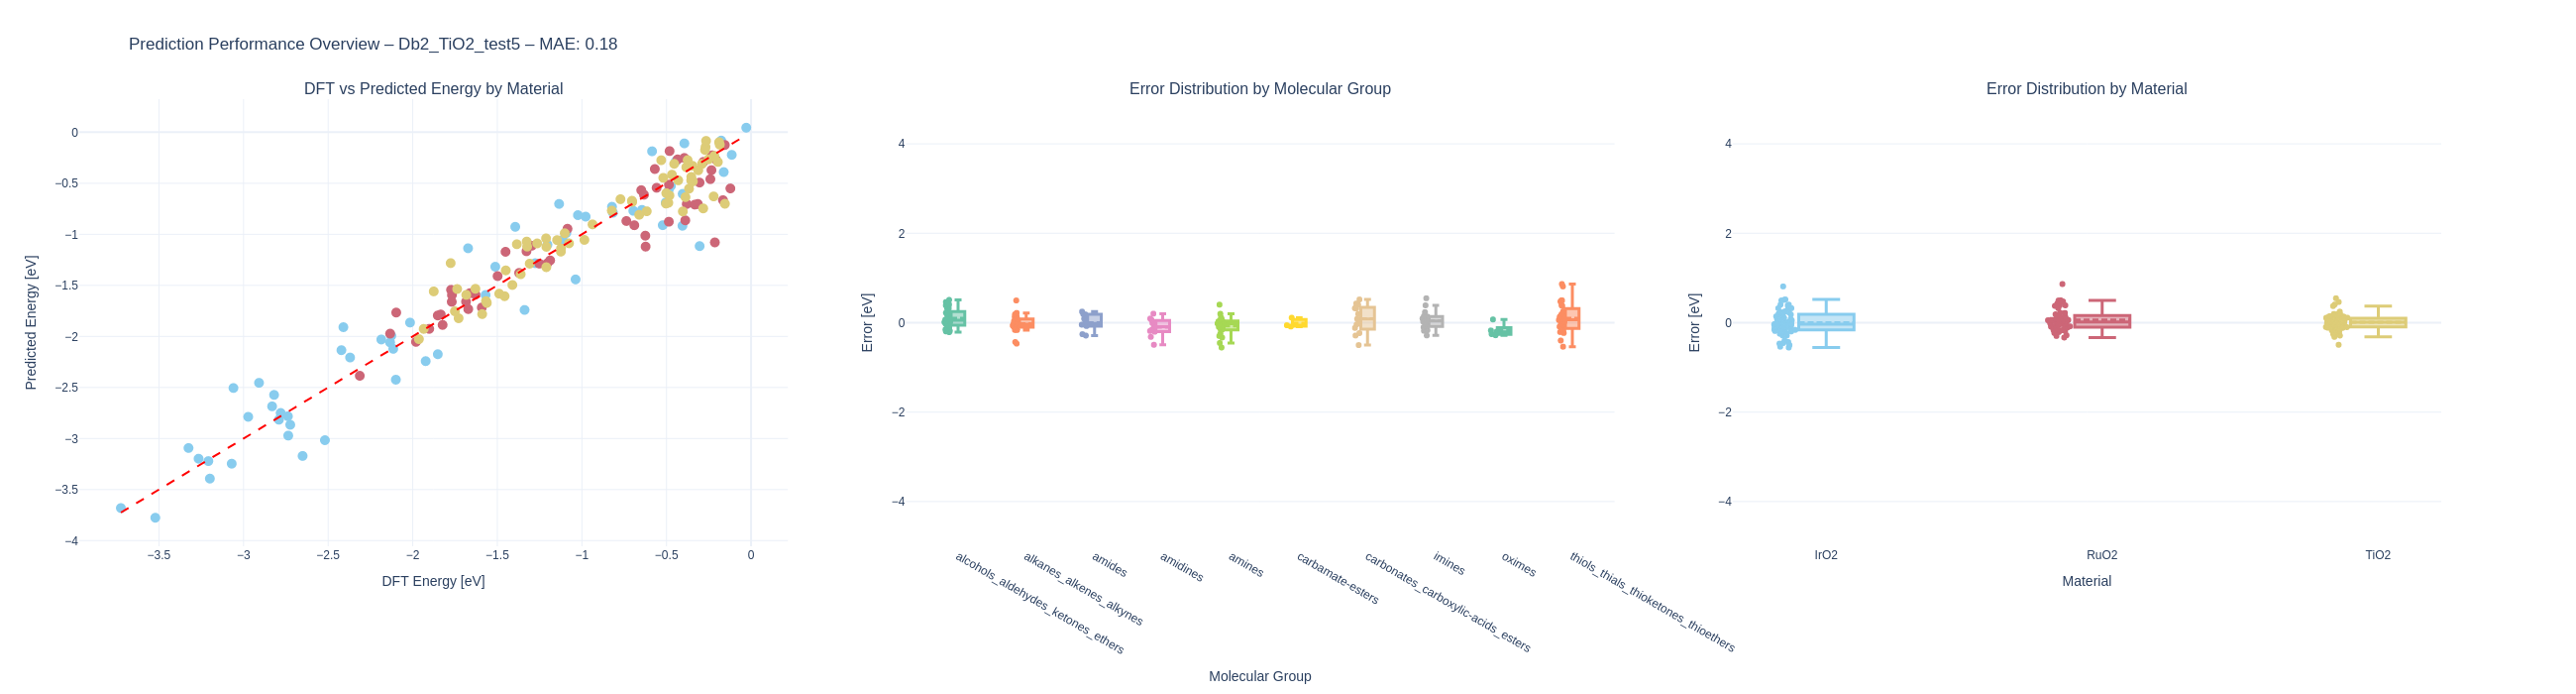 Prediction Performance Overview – Db2_TiO2_test5 – MAE: 0.18
DFT vs Predicted Energy by Material
0
−0.5
−1
−1.5
−2
−2.5
−3
−3.5
−4
Predicted Energy [eV]
−3.5
−3
−2.5
−2
−1.5
−1
−0.5
0
DFT Energy [eV]
Error Distribution by Molecular Group
4
2
0
−2
−4
Error [eV]
alcohols_aldehydes_ketones_ethers
alkanes_alkenes_alkynes
amides
amidines
amines
carbamate-esters
carbonates_carboxylic-acids_esters
imines
oximes
thiols_thials_thioketones_thioethers
Molecular Group
Error Distribution by Material
4
2
0
−2
−4
Error [eV]
IrO2
RuO2
TiO2
Material